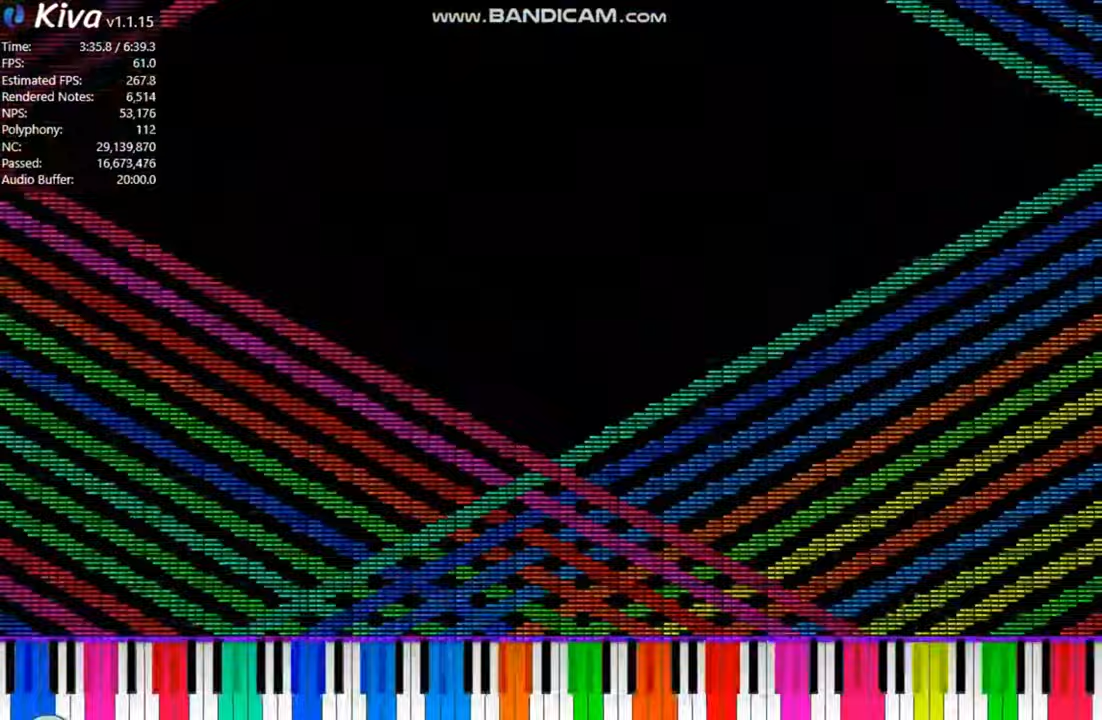 Kiva v1.1.15
www.BANDICAM.com
Time: 3:35.8 / 6:39.3
FPS: 61.0
Estimated FPS: 267.8
Rendered Notes: 6,514
NPS: 53,176
Polyphony: 112
NC: 29,139,870
Passed: 16,673,476
Audio Buffer: 20:00.0